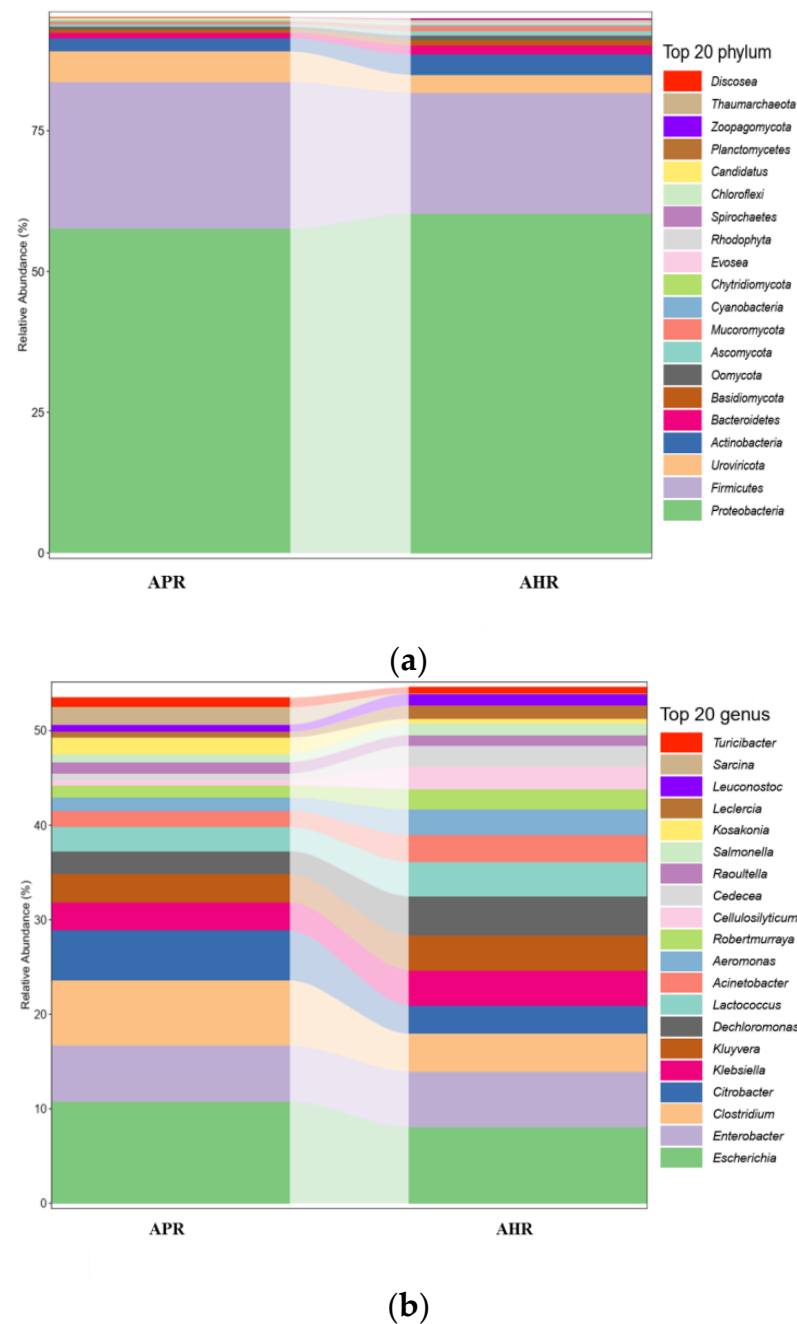 Top 20 phylum
Discosea
Thaumarchaeota
Zoopagomycota
Planctomycetes
Candidatus
Chloroflexi
Spirochaetes
Rhodophyta
Evosea
Chytridiomycota
Cyanobacteria
Mucoromycota
Ascomycota
Oomycota
Basidiomycota
Bacteroidetes
Actinobacteria
Uroviricota
Firmicutes
Proteobacteria
Relative Abundance (%)
75
50
25
0
APR AHR
(a)
Top 20 genus
Turicibacter
Sarcina
Leuconostoc
Leclercia
Kosakonia
Salmonella
Raoultella
Cedecea
Cellulosilyticum
Robertmurraya
Aeromonas
Acinetobacter
Lactococcus
Dechloromonas
Kluyvera
Klebsiella
Citrobacter
Clostridium
Enterobacter
Escherichia
Relative Abundance (%)
50
40
30
20
10
0
APR AHR
(b)